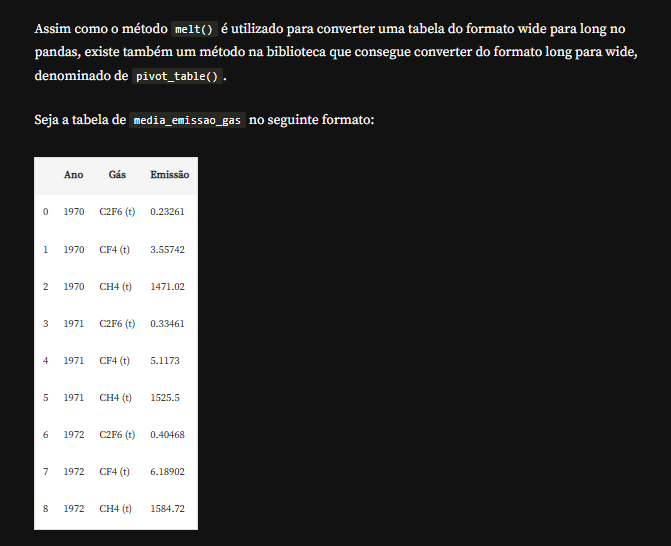 Assim como o método melt() é utilizado para converter uma tabela do formato wide para long no
pandas, existe também um método na biblioteca que consegue converter do formato long para wide,
denominado de pivot_table().
Seja a tabela de media_emissao_gas no seguinte formato:
Ano Gás Emissão
0 1970 C2F6 (t) 0.23261
1 1970 CF4 (t) 3.55742
2 1970 CH4 (t) 1471.02
3 1971 C2F6 (t) 0.33461
4 1971 CF4 (t) 5.1173
5 1971 CH4 (t) 1525.5
6 1972 C2F6 (t) 0.40468
7 1972 CF4 (t) 6.18902
8 1972 CH4 (t) 1584.72